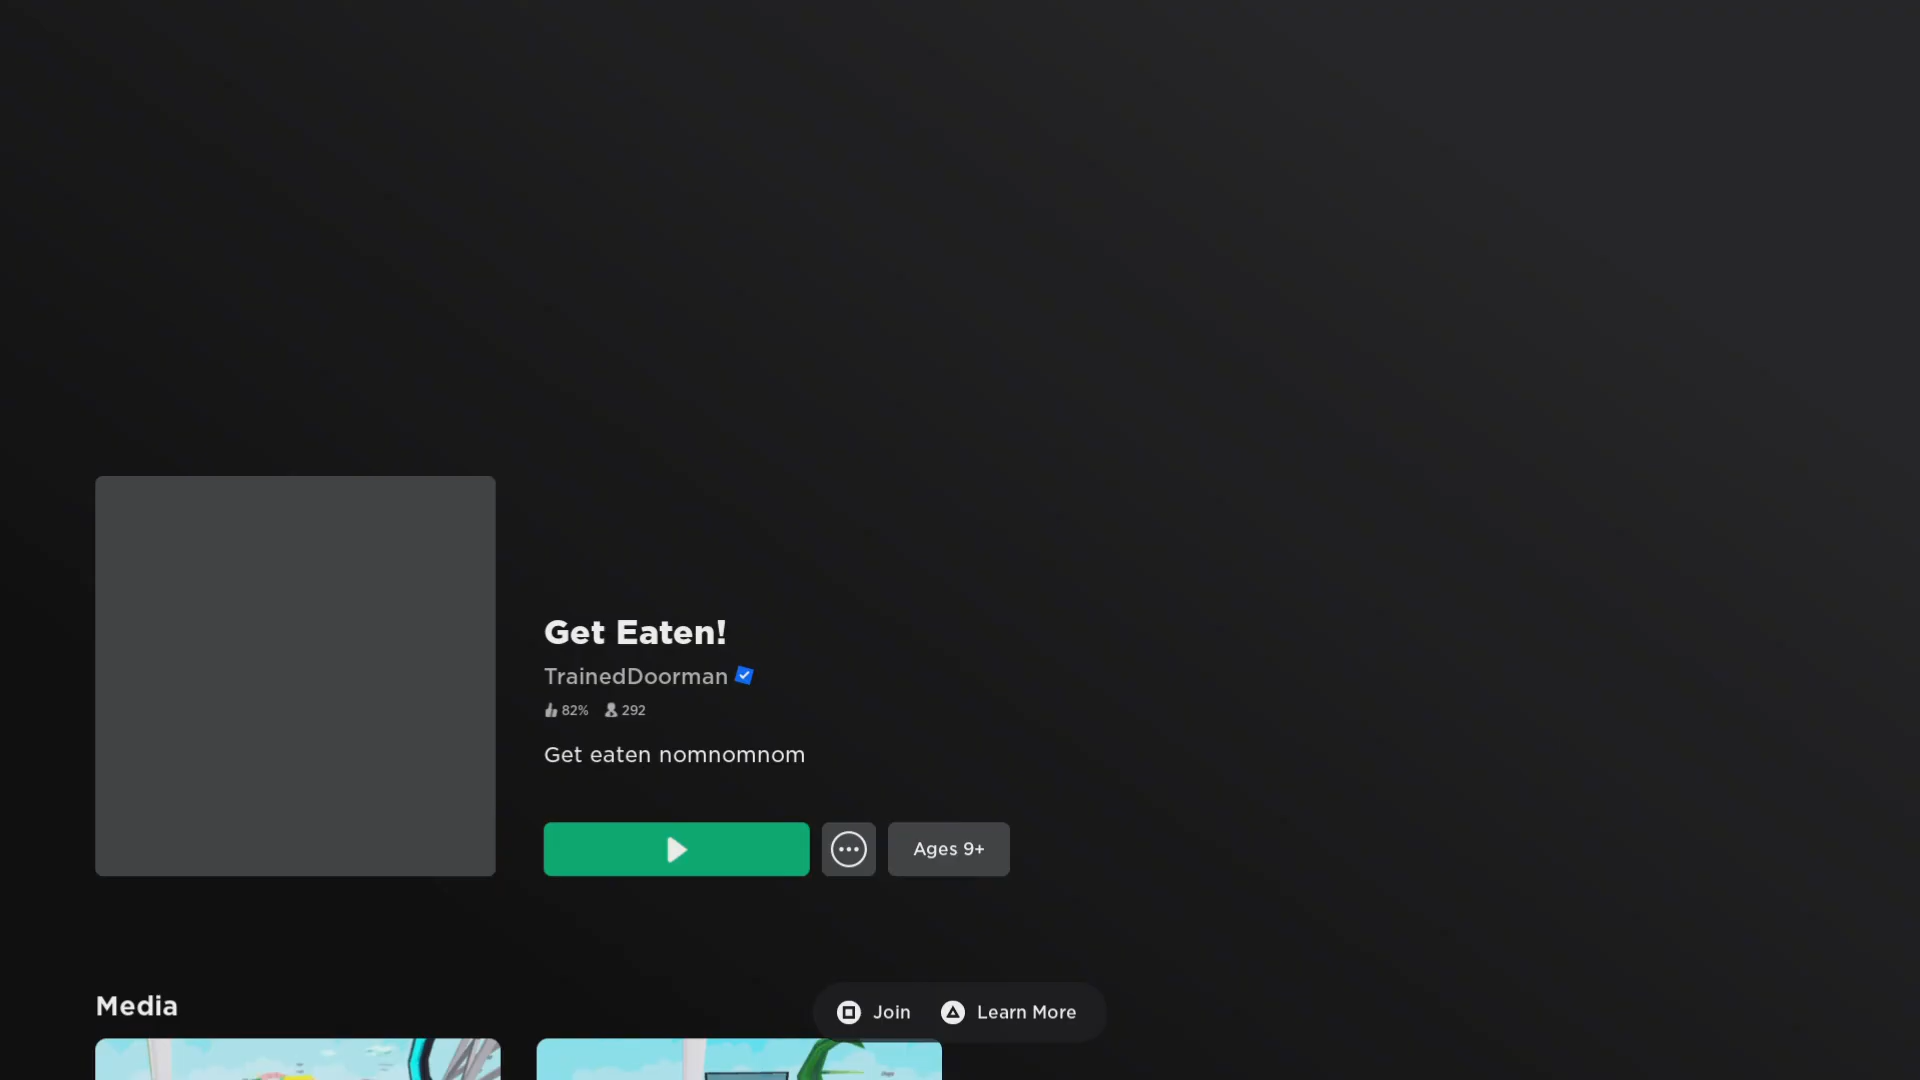 Get Eaten!
TrainedDoorman
82% 292
Get eaten nomnomnom
Ages 9+
Media
Join Learn More